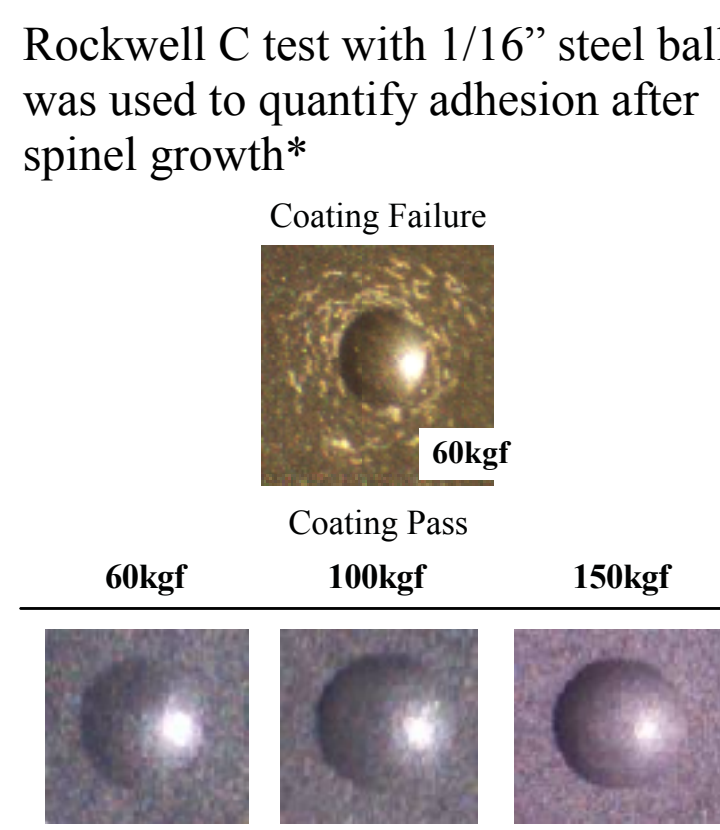 Rockwell C test with 1/16” steel ball
was used to quantify adhesion after
spinel growth*
Coating Failure
60kgf
Coating Pass
60kgf 100kgf 150kgf